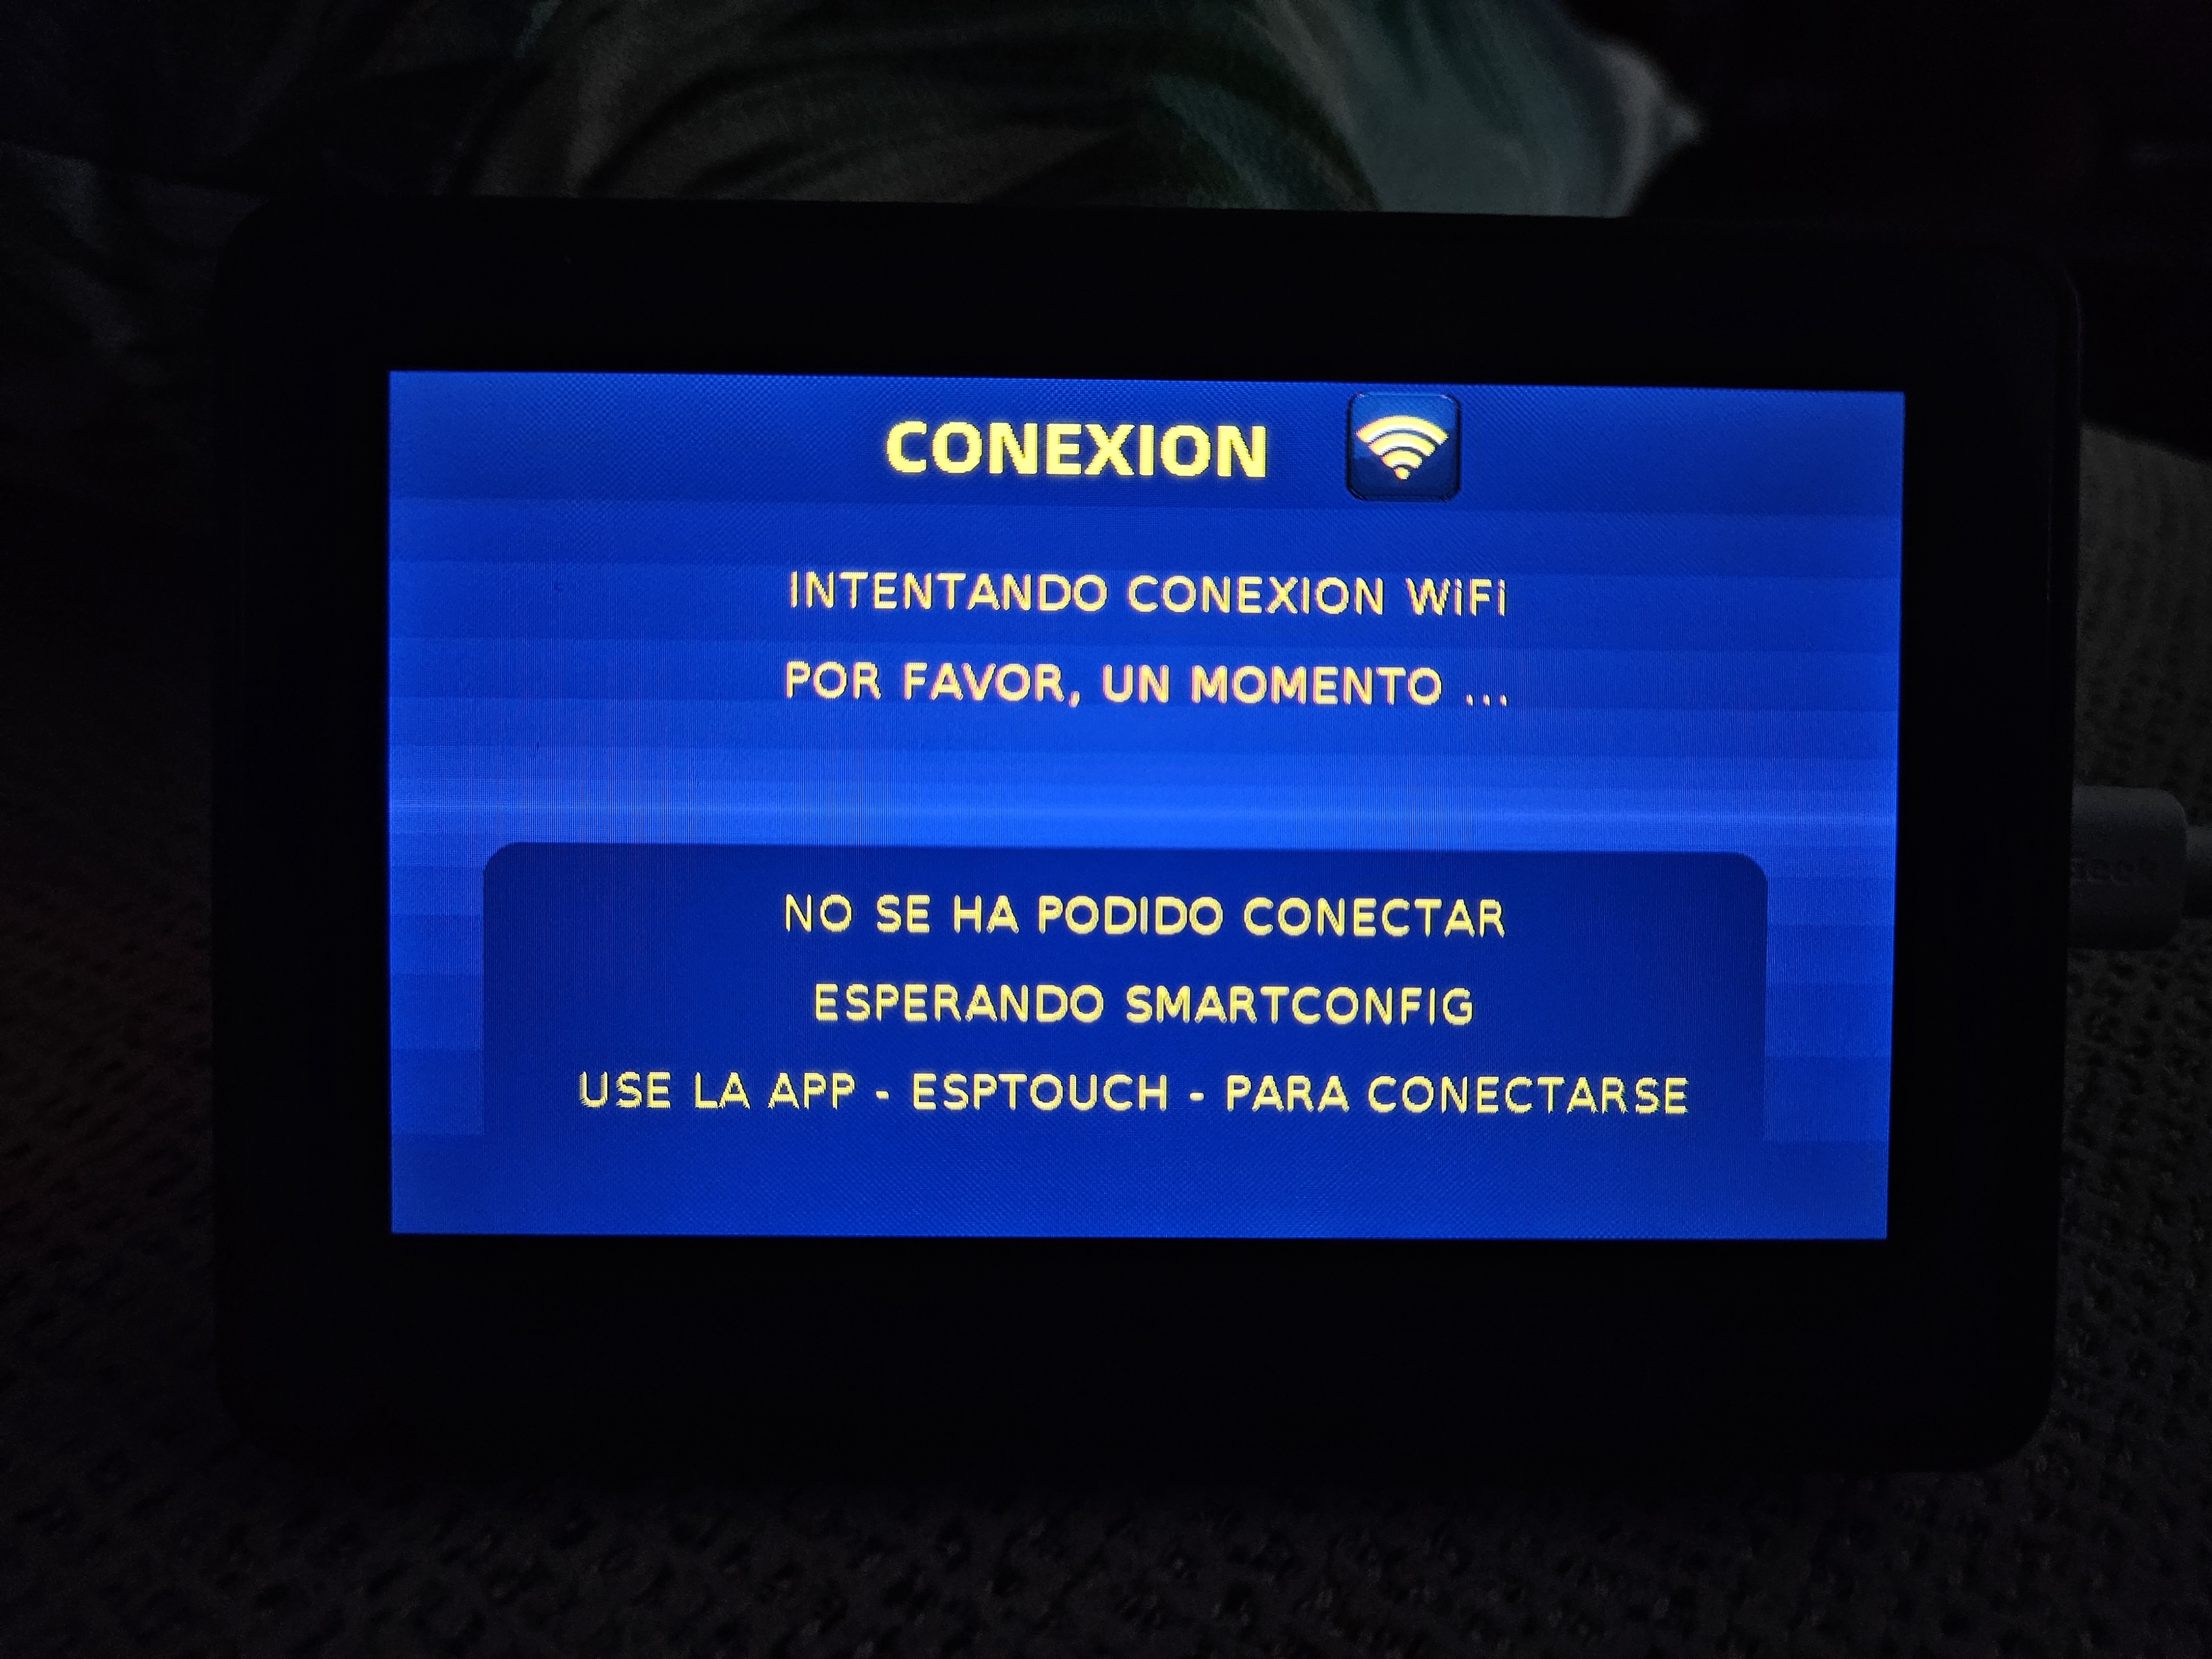 CONEXION
INTENTANDO CONEXION WiFi
POR FAVOR, UN MOMENTO ...
NO SE HA PODIDO CONECTAR
ESPERANDO SMARTCONFIG
USE LA APP - ESPTOUCH - PARA CONECTARSE